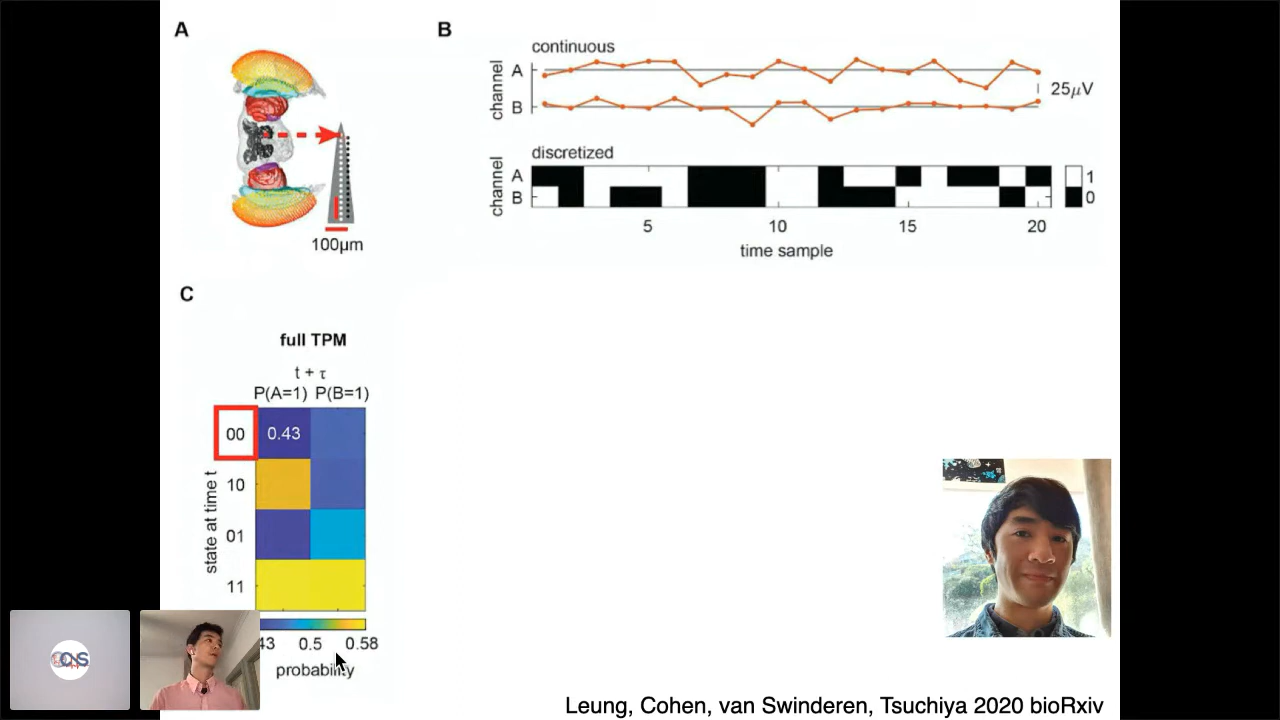 A
100µm
B
continuous
channel
A
B
25µV
discretized
channel
A
B
1
0
5
10
15
20
time sample
C
full TPM
t + τ
P(A=1) P(B=1)
state at time t
00
0.43
10
01
11
43
0.5
0.58
probability
Leung, Cohen, van Swinderen, Tsuchiya 2020 bioRxiv